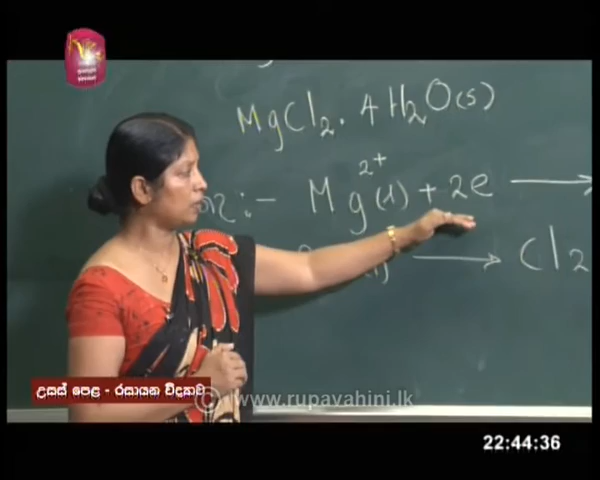 MgCl₂. 4H₂O(s)
:- Mg²⁺(l) + 2e →
→ Cl₂
උසස් පෙළ - රසායන විද්‍යාව
© www.rupavahini.lk
22:44:36